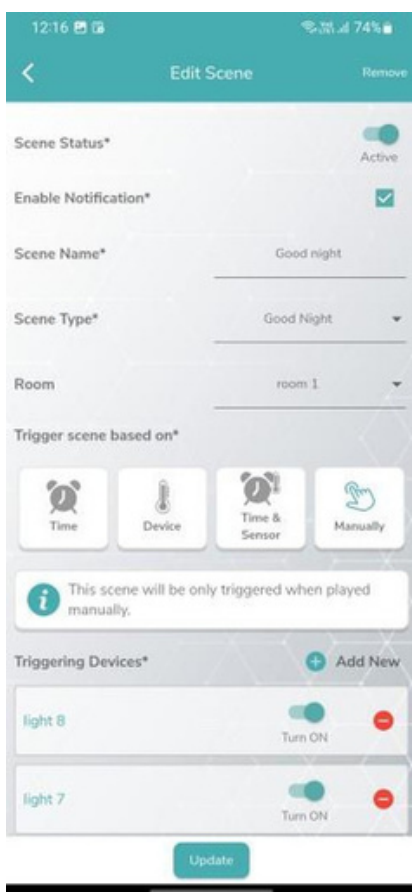 12:16 74%
Edit Scene Remove
Scene Status*
Active
Enable Notification*
Scene Name* Good night
Scene Type* Good Night
Room room 1
Trigger scene based on*
Time Device Time & Sensor Manually
This scene will be only triggered when played
manually.
Triggering Devices* Add New
light 8
Turn ON
light 7
Turn ON
Update